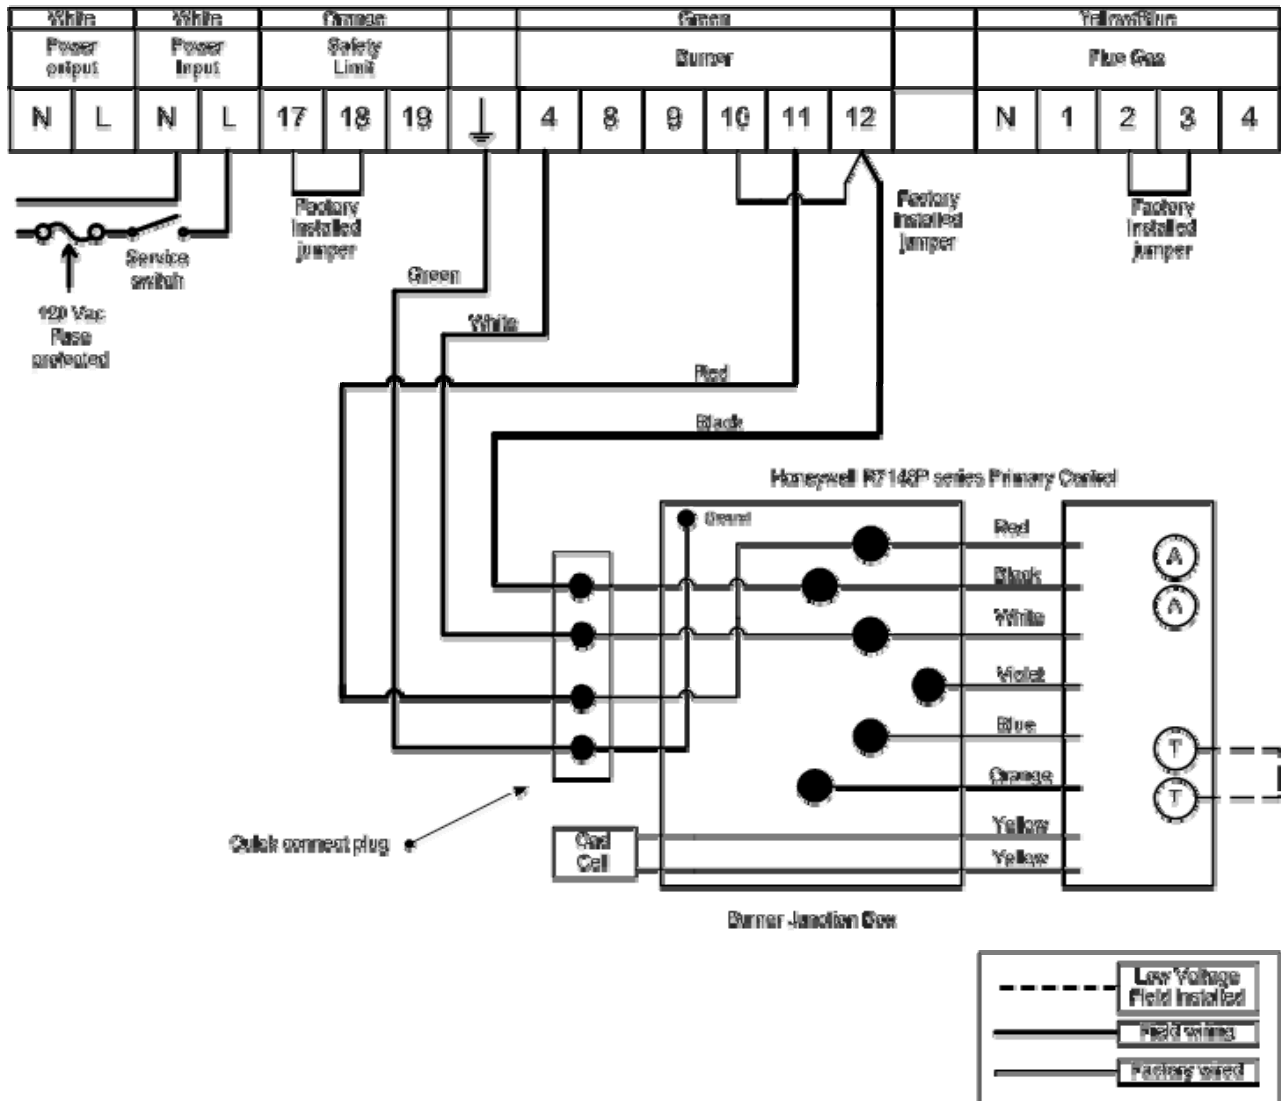 White
White
Orange
Green
Yellow/Blue
Power
output
Power
Input
Safety
Limit
Burner
Flue Gas
N
L
N
L
17
18
19
4
8
9
10
11
12
N
1
2
3
4
Factory
installed
jumper
Factory
installed
jumper
Factory
installed
jumper
Service
switch
120 Vac
Fuse
protected
Green
White
Red
Black
Honeywell R7148P series Primary Control
Ground
Red
Black
White
Violet
Blue
Orange
Yellow
Yellow
A
A
T
T
Quick connect plug
Cad
Cell
Burner Junction Box
Low Voltage
Field Installed
Field wiring
Factory wired